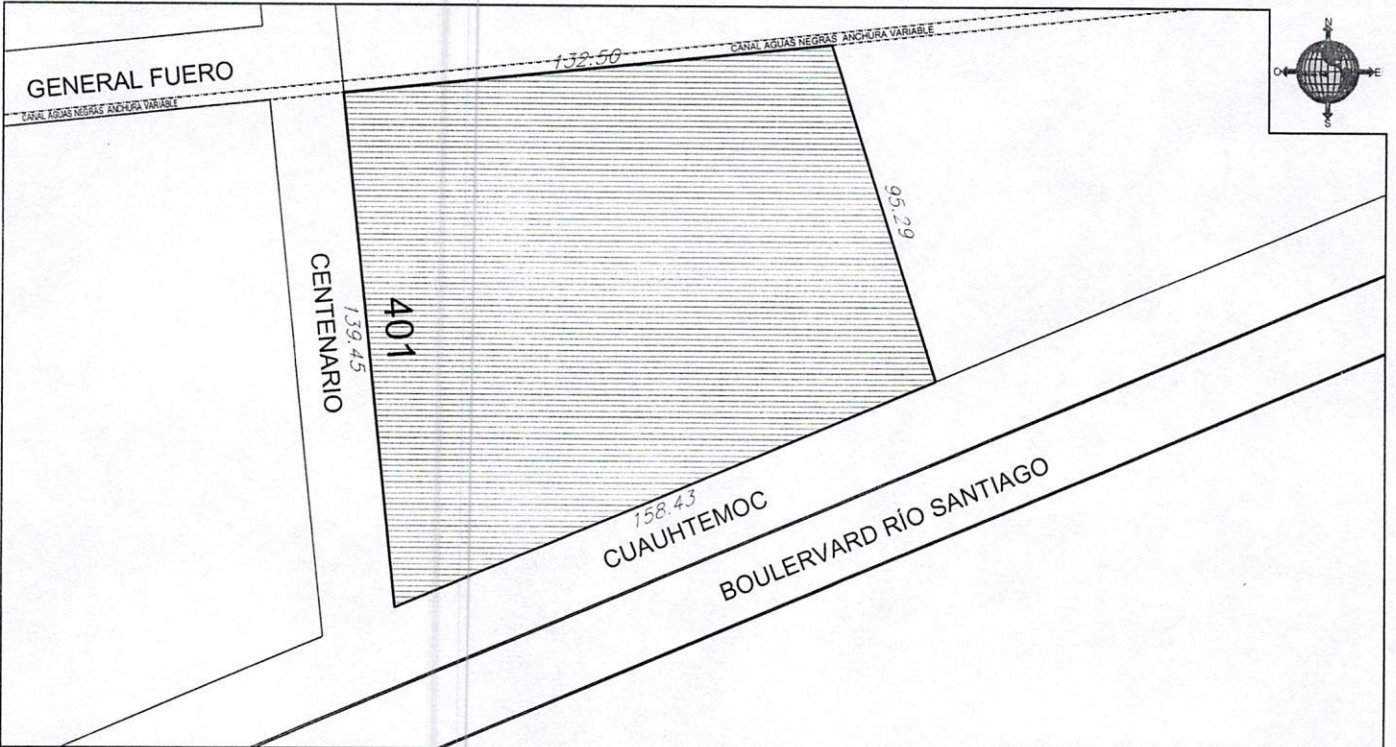 N
O E
S
132.50
CANAL AGUAS NEGRAS ANCHURA VARIABLE
GENERAL FUERO
CANAL AGUAS NEGRAS ANCHURA VARIABLE
95.29
CENTENARIO
139.45
401
158.43
CUAUHTEMOC
BOULERVARD RÍO SANTIAGO